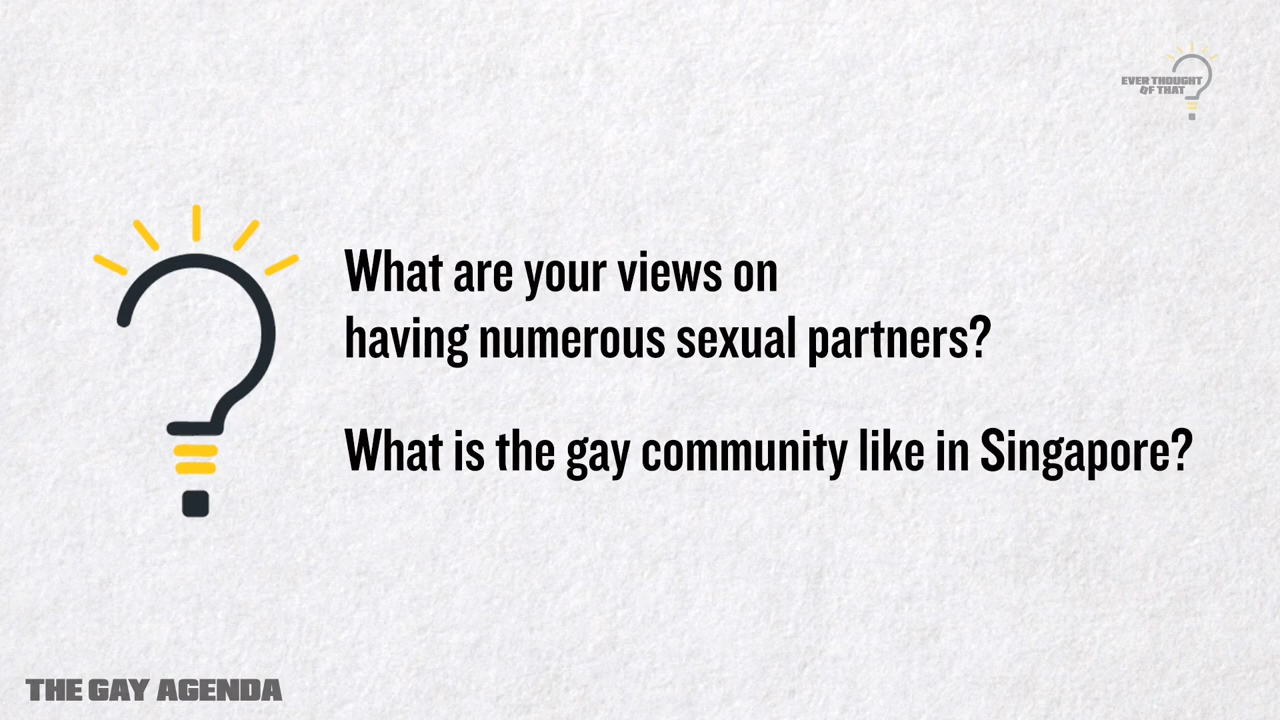 EVER THOUGHT
OF THAT
What are your views on
having numerous sexual partners?
What is the gay community like in Singapore?
THE GAY AGENDA